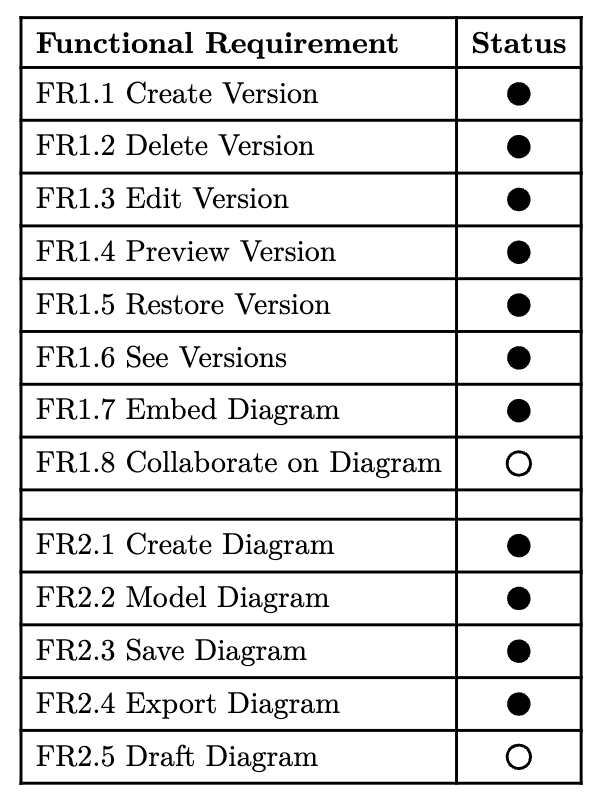 Functional Requirement Status
FR1.1 Create Version ●
FR1.2 Delete Version ●
FR1.3 Edit Version ●
FR1.4 Preview Version ●
FR1.5 Restore Version ●
FR1.6 See Versions ●
FR1.7 Embed Diagram ●
FR1.8 Collaborate on Diagram ○
FR2.1 Create Diagram ●
FR2.2 Model Diagram ●
FR2.3 Save Diagram ●
FR2.4 Export Diagram ●
FR2.5 Draft Diagram ○